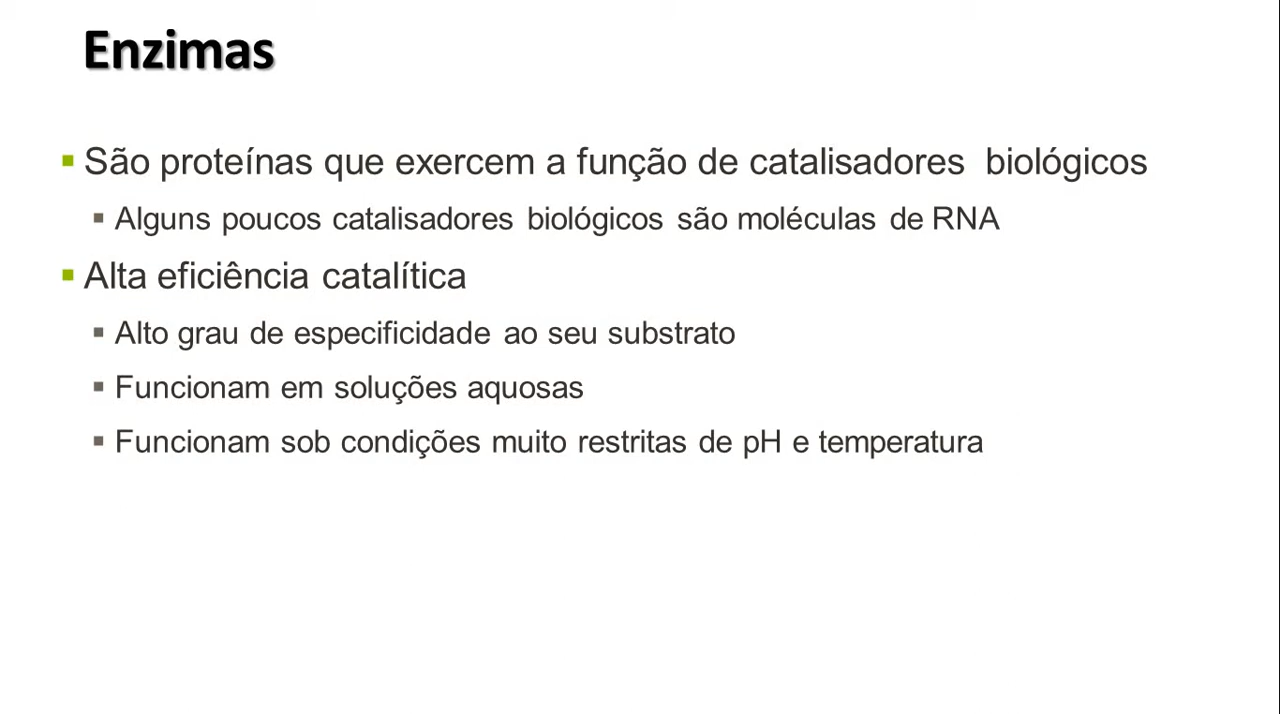 Enzimas
▪ São proteínas que exercem a função de catalisadores biológicos
▪ Alguns poucos catalisadores biológicos são moléculas de RNA
▪ Alta eficiência catalítica
▪ Alto grau de especificidade ao seu substrato
▪ Funcionam em soluções aquosas
▪ Funcionam sob condições muito restritas de pH e temperatura